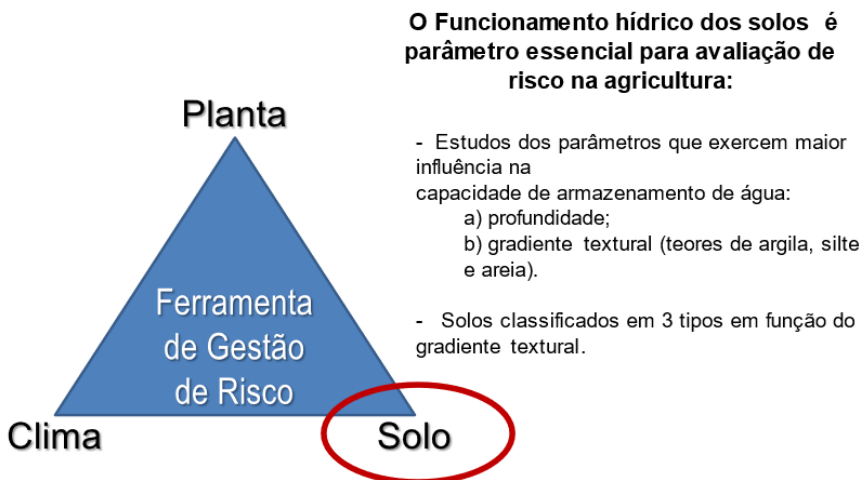 O Funcionamento hídrico dos solos é
parâmetro essencial para avaliação de
risco na agricultura:
Planta
- Estudos dos parâmetros que exercem maior
influência na
capacidade de armazenamento de água:
a) profundidade;
b) gradiente textural (teores de argila, silte
e areia).
- Solos classificados em 3 tipos em função do
gradiente textural.
Ferramenta
de Gestão
de Risco
Clima
Solo